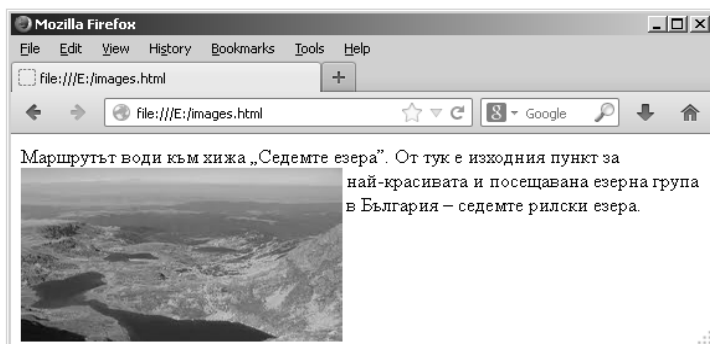 Mozilla Firefox
File Edit View History Bookmarks Tools Help
file:///E:/images.html
file:///E:/images.html Google
Маршрутът води към хижа „Седемте езера”. От тук е изходния пункт за
най-красивата и посещавана езерна група
в България – седемте рилски езера.